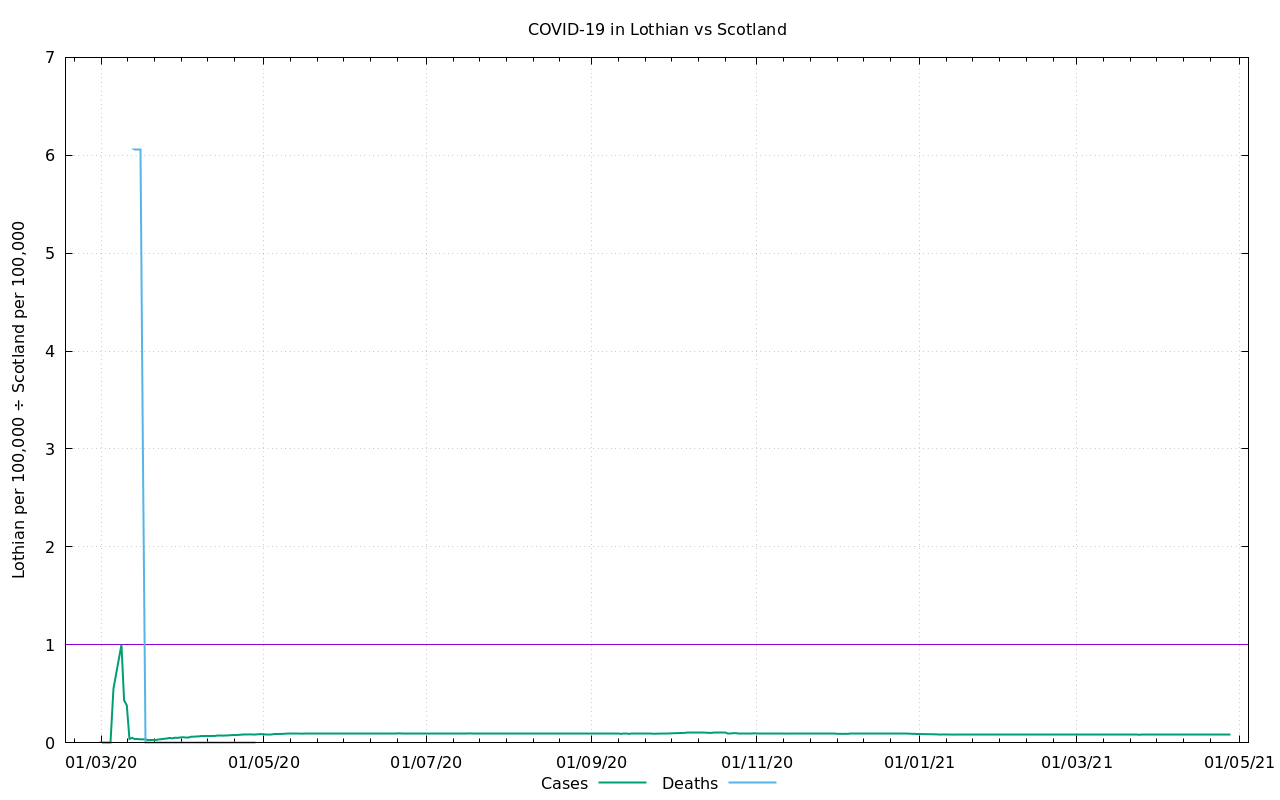 COVID-19 in Lothian vs Scotland
Lothian per 100,000 ÷ Scotland per 100,000
7
6
5
4
3
2
1
0
01/03/20 01/05/20 01/07/20 01/09/20 01/11/20 01/01/21 01/03/21 01/05/21
Cases Deaths